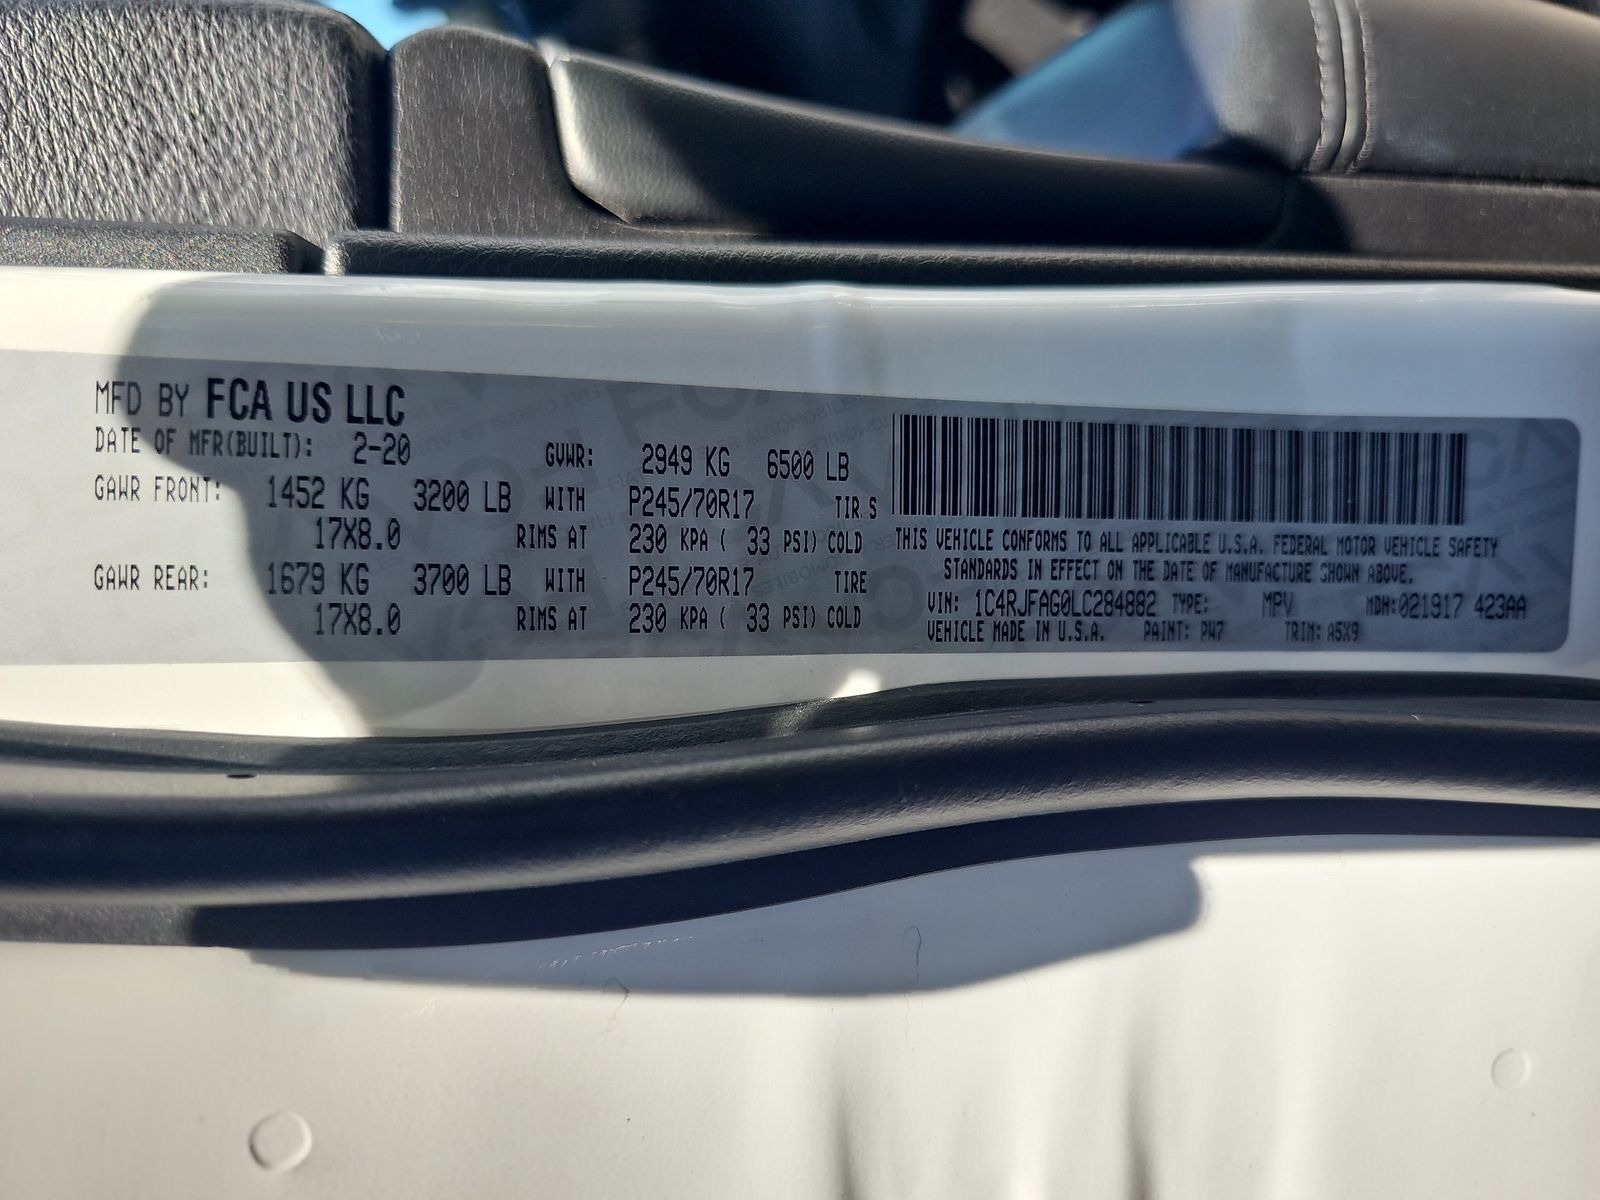 MFD BY FCA US LLC
DATE OF MFR(BUILT): 2-20 GVWR: 2949 KG 6500 LB
GAWR FRONT: 1452 KG 3200 LB WITH P245/70R17 TIR S
17X8.0 RIMS AT 230 KPA ( 33 PSI) COLD
GAWR REAR: 1679 KG 3700 LB WITH P245/70R17 TIRE
17X8.0 RIMS AT 230 KPA ( 33 PSI) COLD
THIS VEHICLE CONFORMS TO ALL APPLICABLE U.S.A. FEDERAL MOTOR VEHICLE SAFETY
STANDARDS IN EFFECT ON THE DATE OF MANUFACTURE SHOWN ABOVE.
VIN: 1C4RJFAG0LC284882 TYPE: MPV MDH:021917 423AA
VEHICLE MADE IN U.S.A. PAINT: PW7 TRIM: A5X9